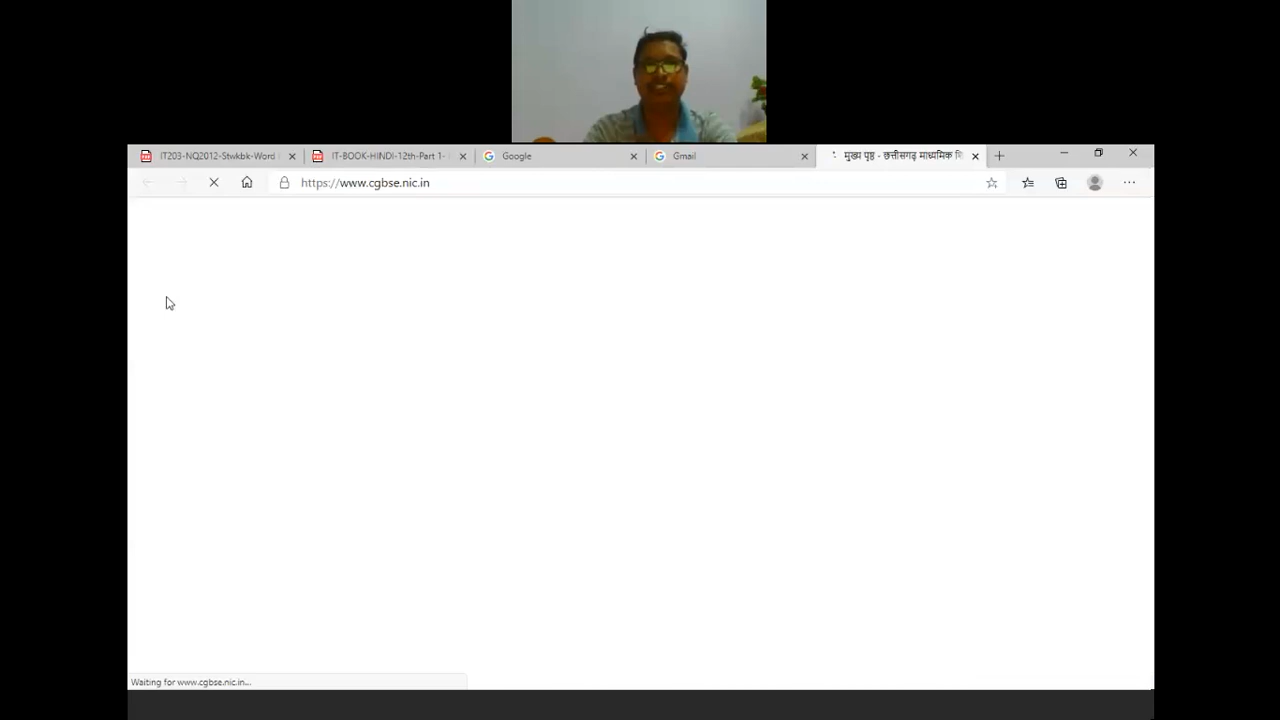 IT203-NQ2012-Stwkbk-Word
IT-BOOK-HINDI-12th-Part 1-
Google
Gmail
मुख्य पृष्ठ - छत्तीसगढ़ माध्यमिक
https://www.cgbse.nic.in
Waiting for www.cgbse.nic.in...